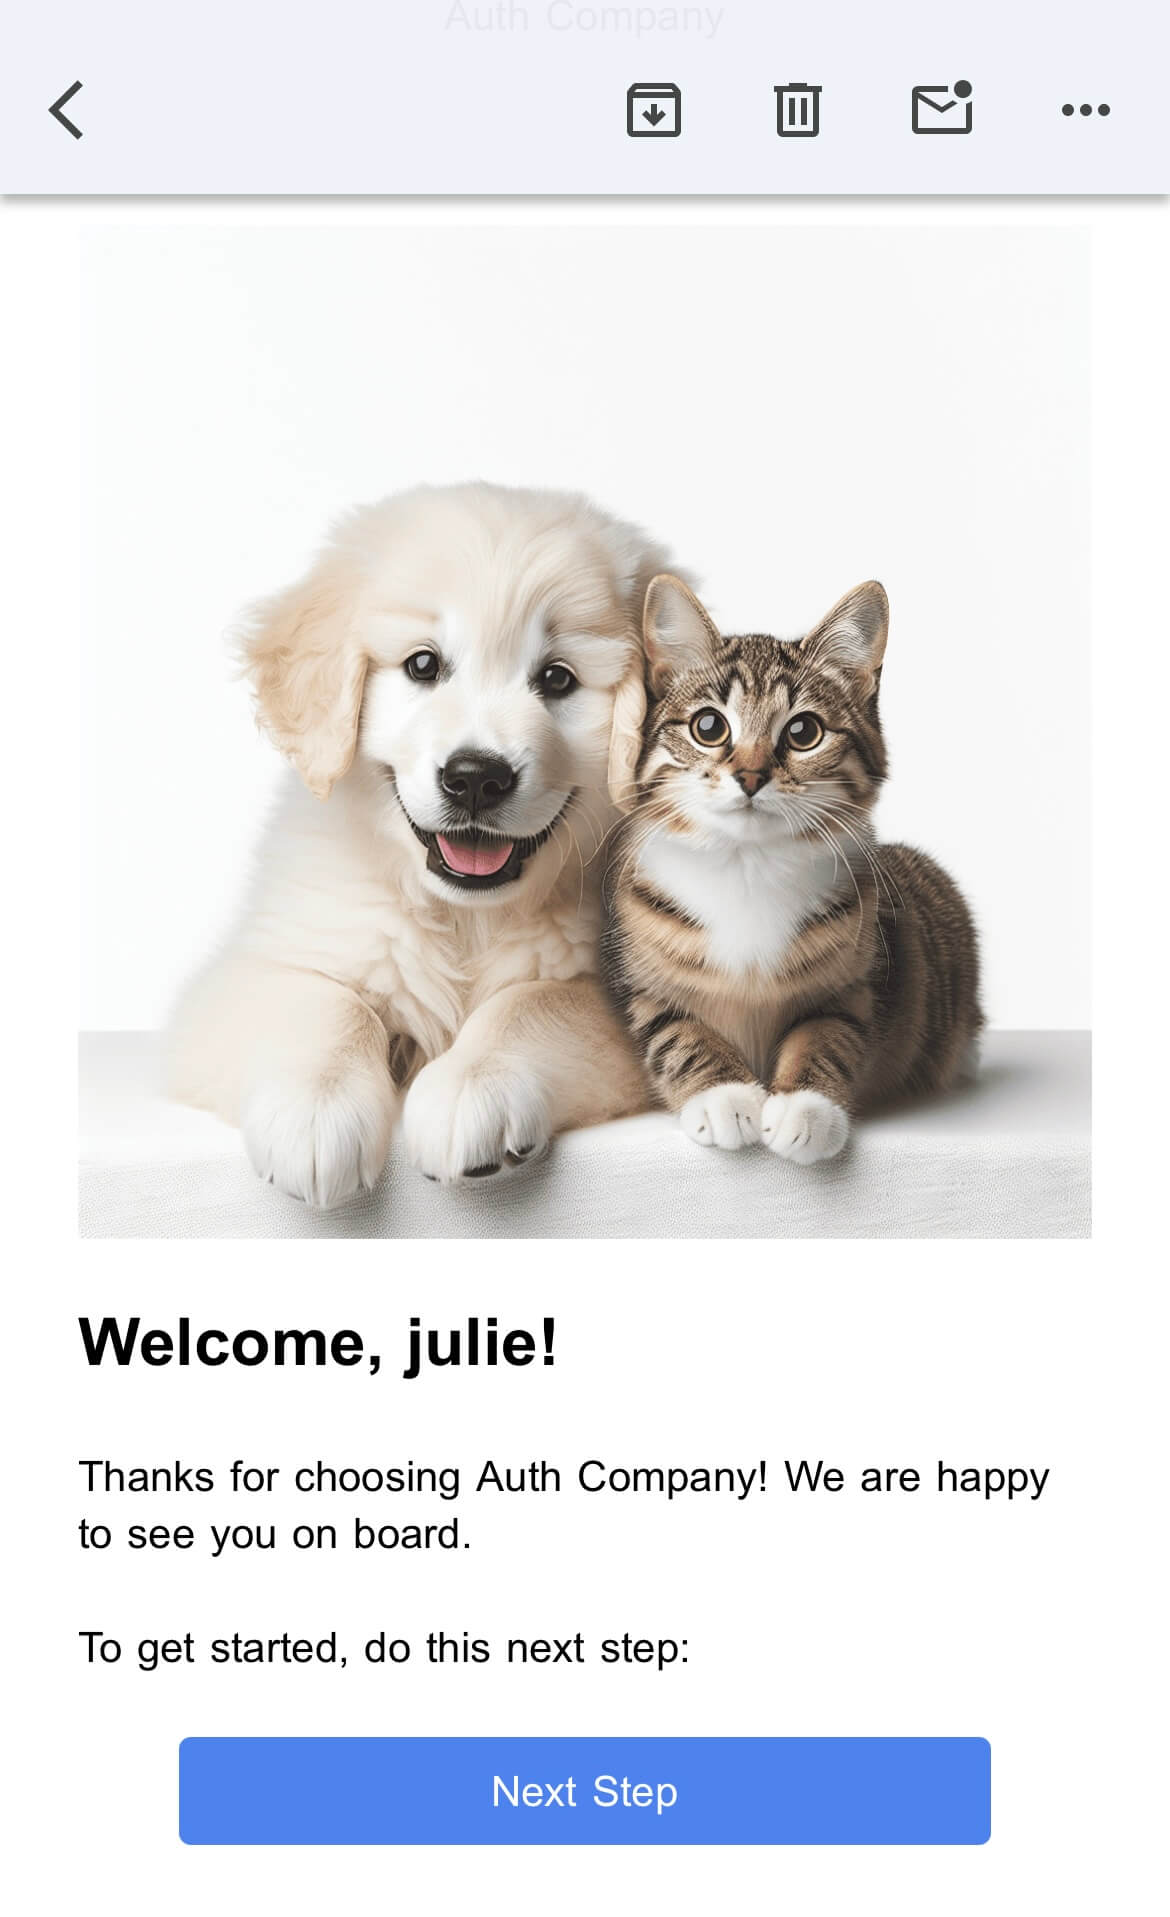 Auth Company
Welcome, julie!
Thanks for choosing Auth Company! We are happy
to see you on board.
To get started, do this next step:
Next Step